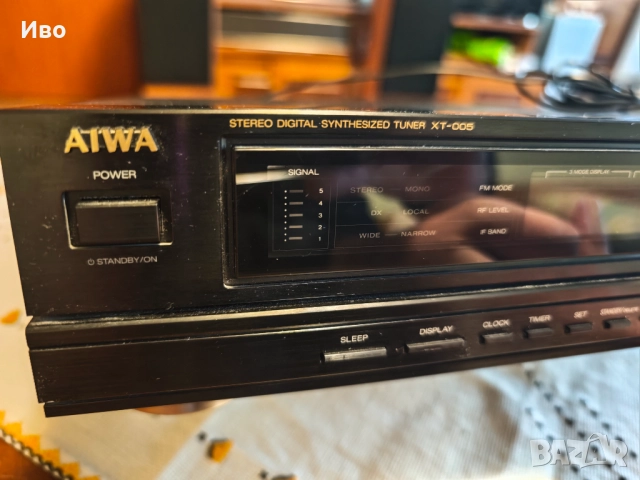 Иво
AIWA
STEREO DIGITAL SYNTHESIZED TUNER XT-005
POWER
STANDBY/ON
SIGNAL
5
4
3
2
1
STEREO MONO FM MODE
DX LOCAL RF LEVEL
WIDE NARROW IF BAND
SLEEP
DISPLAY
CLOCK
TIMER
SET
BAZAR